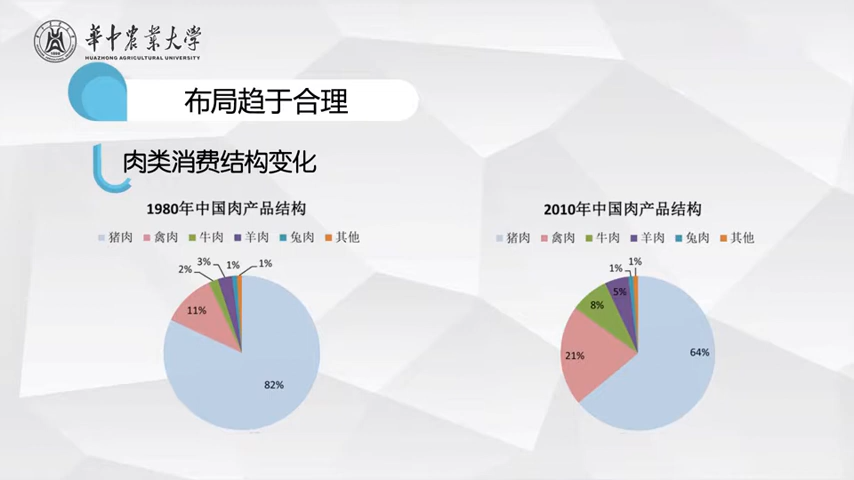 華中農業大学
HUAZHONG AGRICULTURAL UNIVERSITY
布局趋于合理
肉类消费结构变化
1980年中国肉产品结构
猪肉 禽肉 牛肉 羊肉 兔肉 其他
3% 1% 1%
2%
11%
82%
2010年中国肉产品结构
猪肉 禽肉 牛肉 羊肉 兔肉 其他
1% 1%
5%
8%
21% 64%